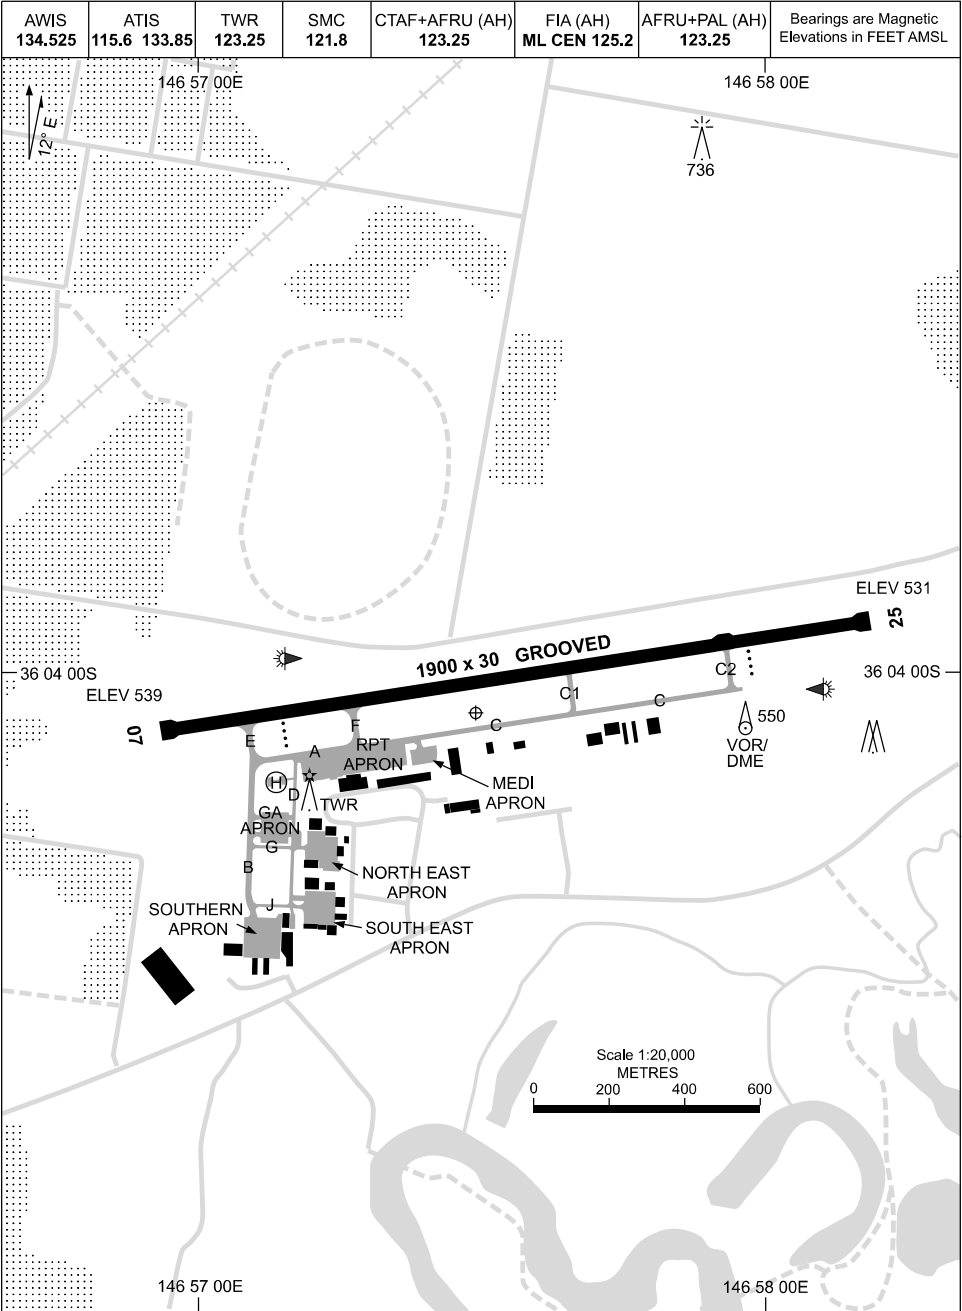 AWIS
134.525
ATIS
115.6 133.85
TWR
123.25
SMC
121.8
CTAF+AFRU (AH)
123.25
FIA (AH)
ML CEN 125.2
AFRU+PAL (AH)
123.25
Bearings are Magnetic
Elevations in FEET AMSL
146 57 00E
146 58 00E
12° E
736
ELEV 531
25
1900 x 30 GROOVED
36 04 00S
36 04 00S
ELEV 539
07
C2
C1
C
C
550
VOR/
DME
E
F
A
RPT
APRON
H
D
TWR
MEDI
APRON
GA
APRON
G
B
NORTH EAST
APRON
J
SOUTHERN
APRON
SOUTH EAST
APRON
Scale 1:20,000
METRES
0 200 400 600
146 57 00E
146 58 00E